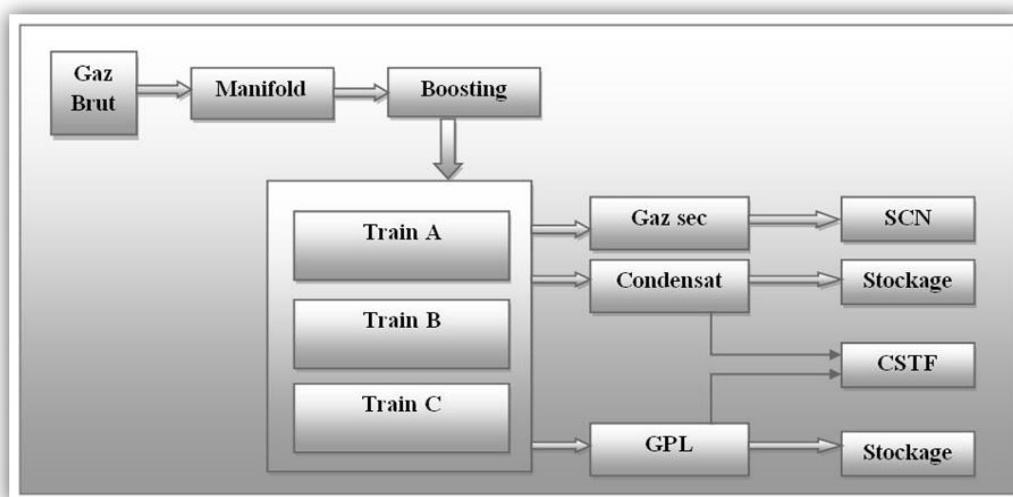 Gaz
Brut
Manifold
Boosting
Train A
Train B
Train C
Gaz sec
SCN
Condensat
Stockage
CSTF
GPL
Stockage